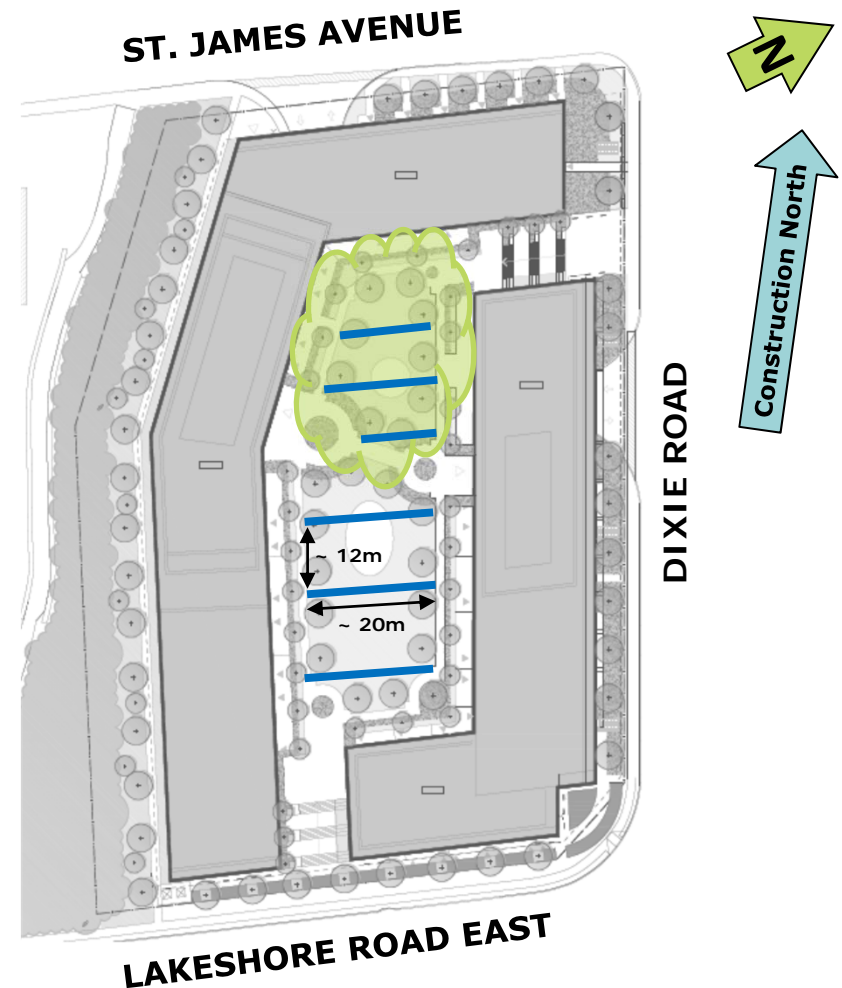 ST. JAMES AVENUE
N
Construction North
DIXIE ROAD
~ 12m
~ 20m
LAKESHORE ROAD EAST